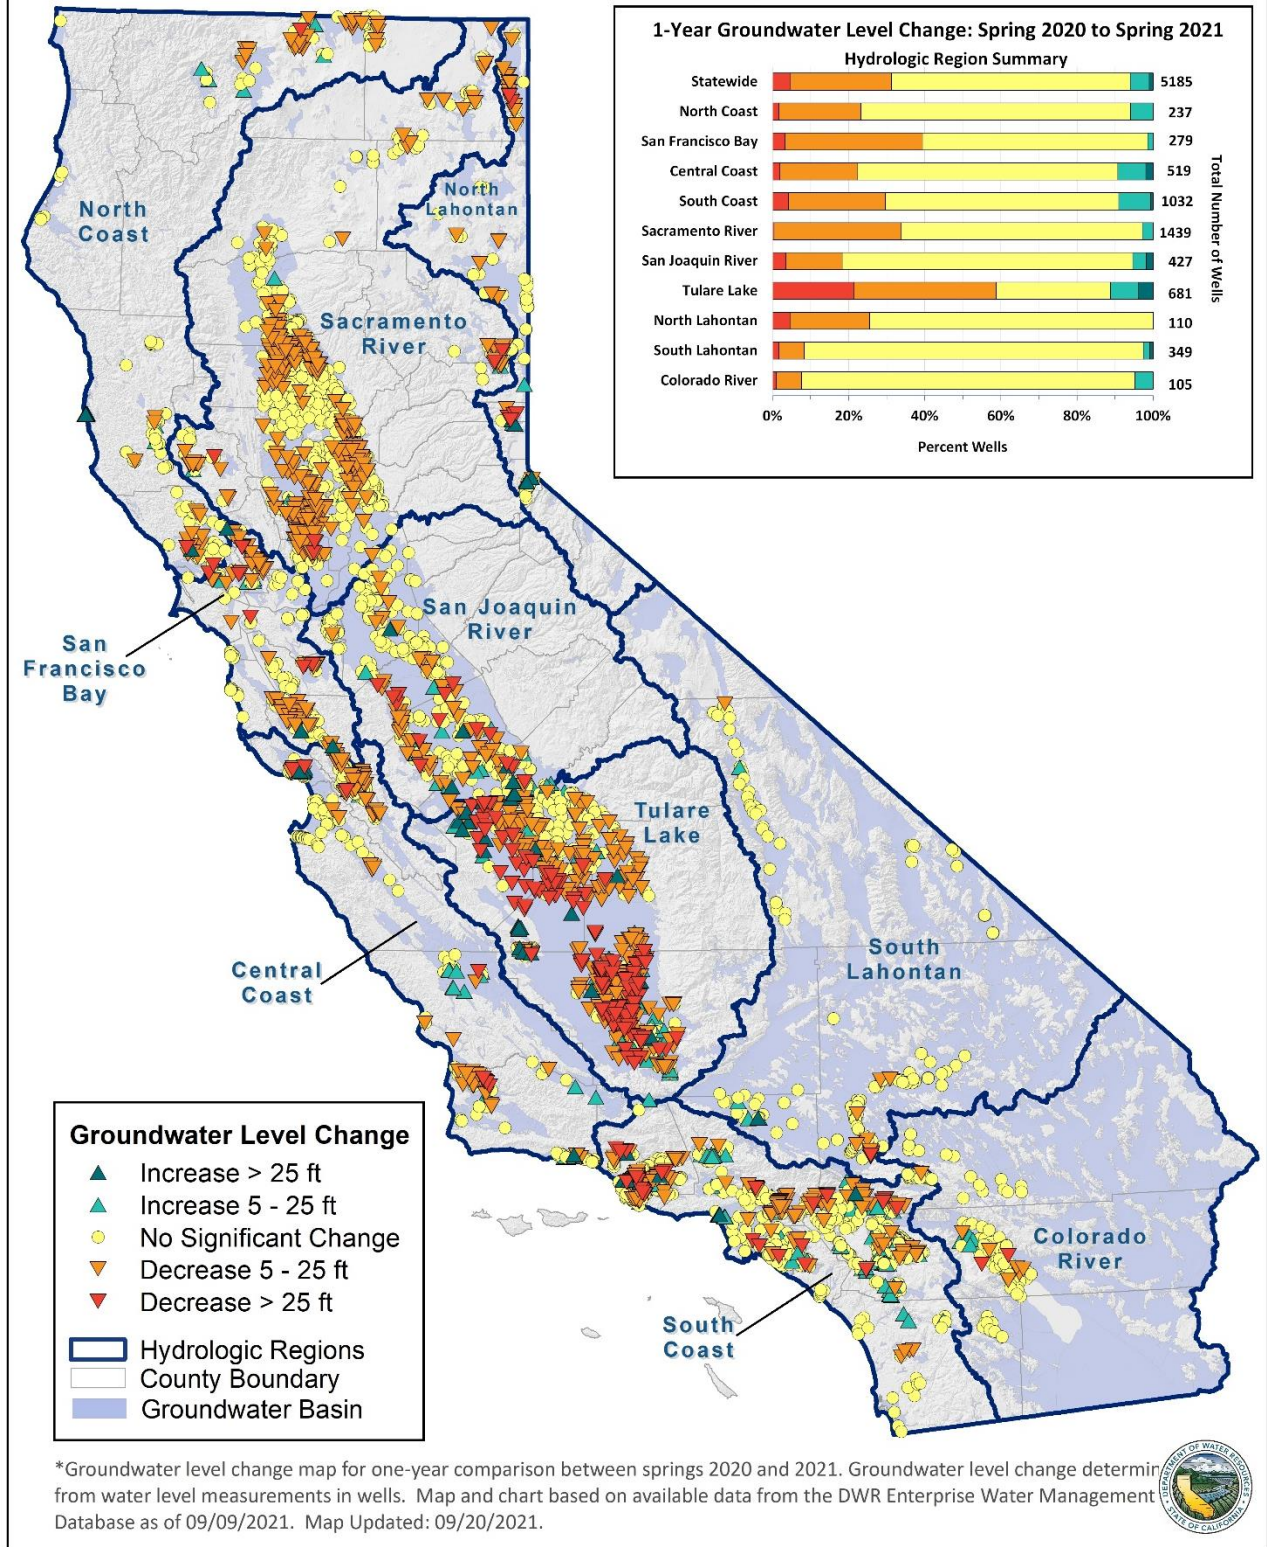 1-Year Groundwater Level Change: Spring 2020 to Spring 2021
Hydrologic Region Summary
Statewide 5185
North Coast 237
San Francisco Bay 279
Central Coast 519
South Coast 1032
Sacramento River 1439
San Joaquin River 427
Tulare Lake 681
North Lahontan 110
South Lahontan 349
Colorado River 105
0% 20% 40% 60% 80% 100%
Percent Wells
Total Number of Wells
North
Coast
North
Lahontan
Sacramento
River
San Joaquin
River
San
Francisco
Bay
Tulare
Lake
Central
Coast
South
Lahontan
Colorado
River
South
Coast
Groundwater Level Change
Increase > 25 ft
Increase 5 - 25 ft
No Significant Change
Decrease 5 - 25 ft
Decrease > 25 ft
Hydrologic Regions
County Boundary
Groundwater Basin
*Groundwater level change map for one-year comparison between springs 2020 and 2021. Groundwater level change determin
from water level measurements in wells. Map and chart based on available data from the DWR Enterprise Water Management
Database as of 09/09/2021. Map Updated: 09/20/2021.
DEPARTMENT OF WATER RESOURCES
STATE OF CALIFORNIA